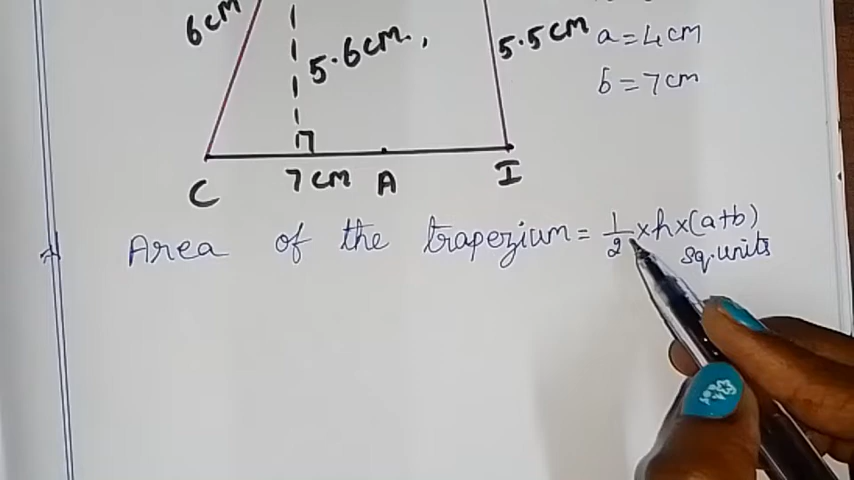 6cm
5.6cm,
5.5cm
a=4cm
b=7cm
C
7cm
A
I
Area of the trapezium = 1/2 × h × (a+b)
sq.units